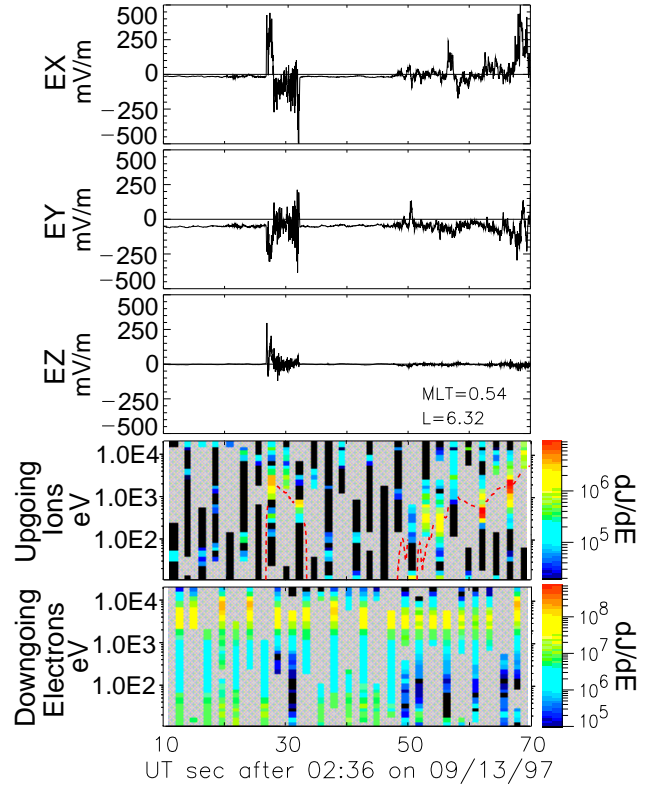 500
250
0
−250
−500
EX
mV/m
500
250
0
−250
−500
EY
mV/m
500
250
0
−250
−500
EZ
mV/m
MLT=0.54
L=6.32
1.0E4
1.0E3
1.0E2
Upgoing
Ions
eV
10^6
10^5
dJ/dE
1.0E4
1.0E3
1.0E2
Downgoing
Electrons
eV
10^8
10^7
10^6
10^5
dJ/dE
10 30 50 70
UT sec after 02:36 on 09/13/97